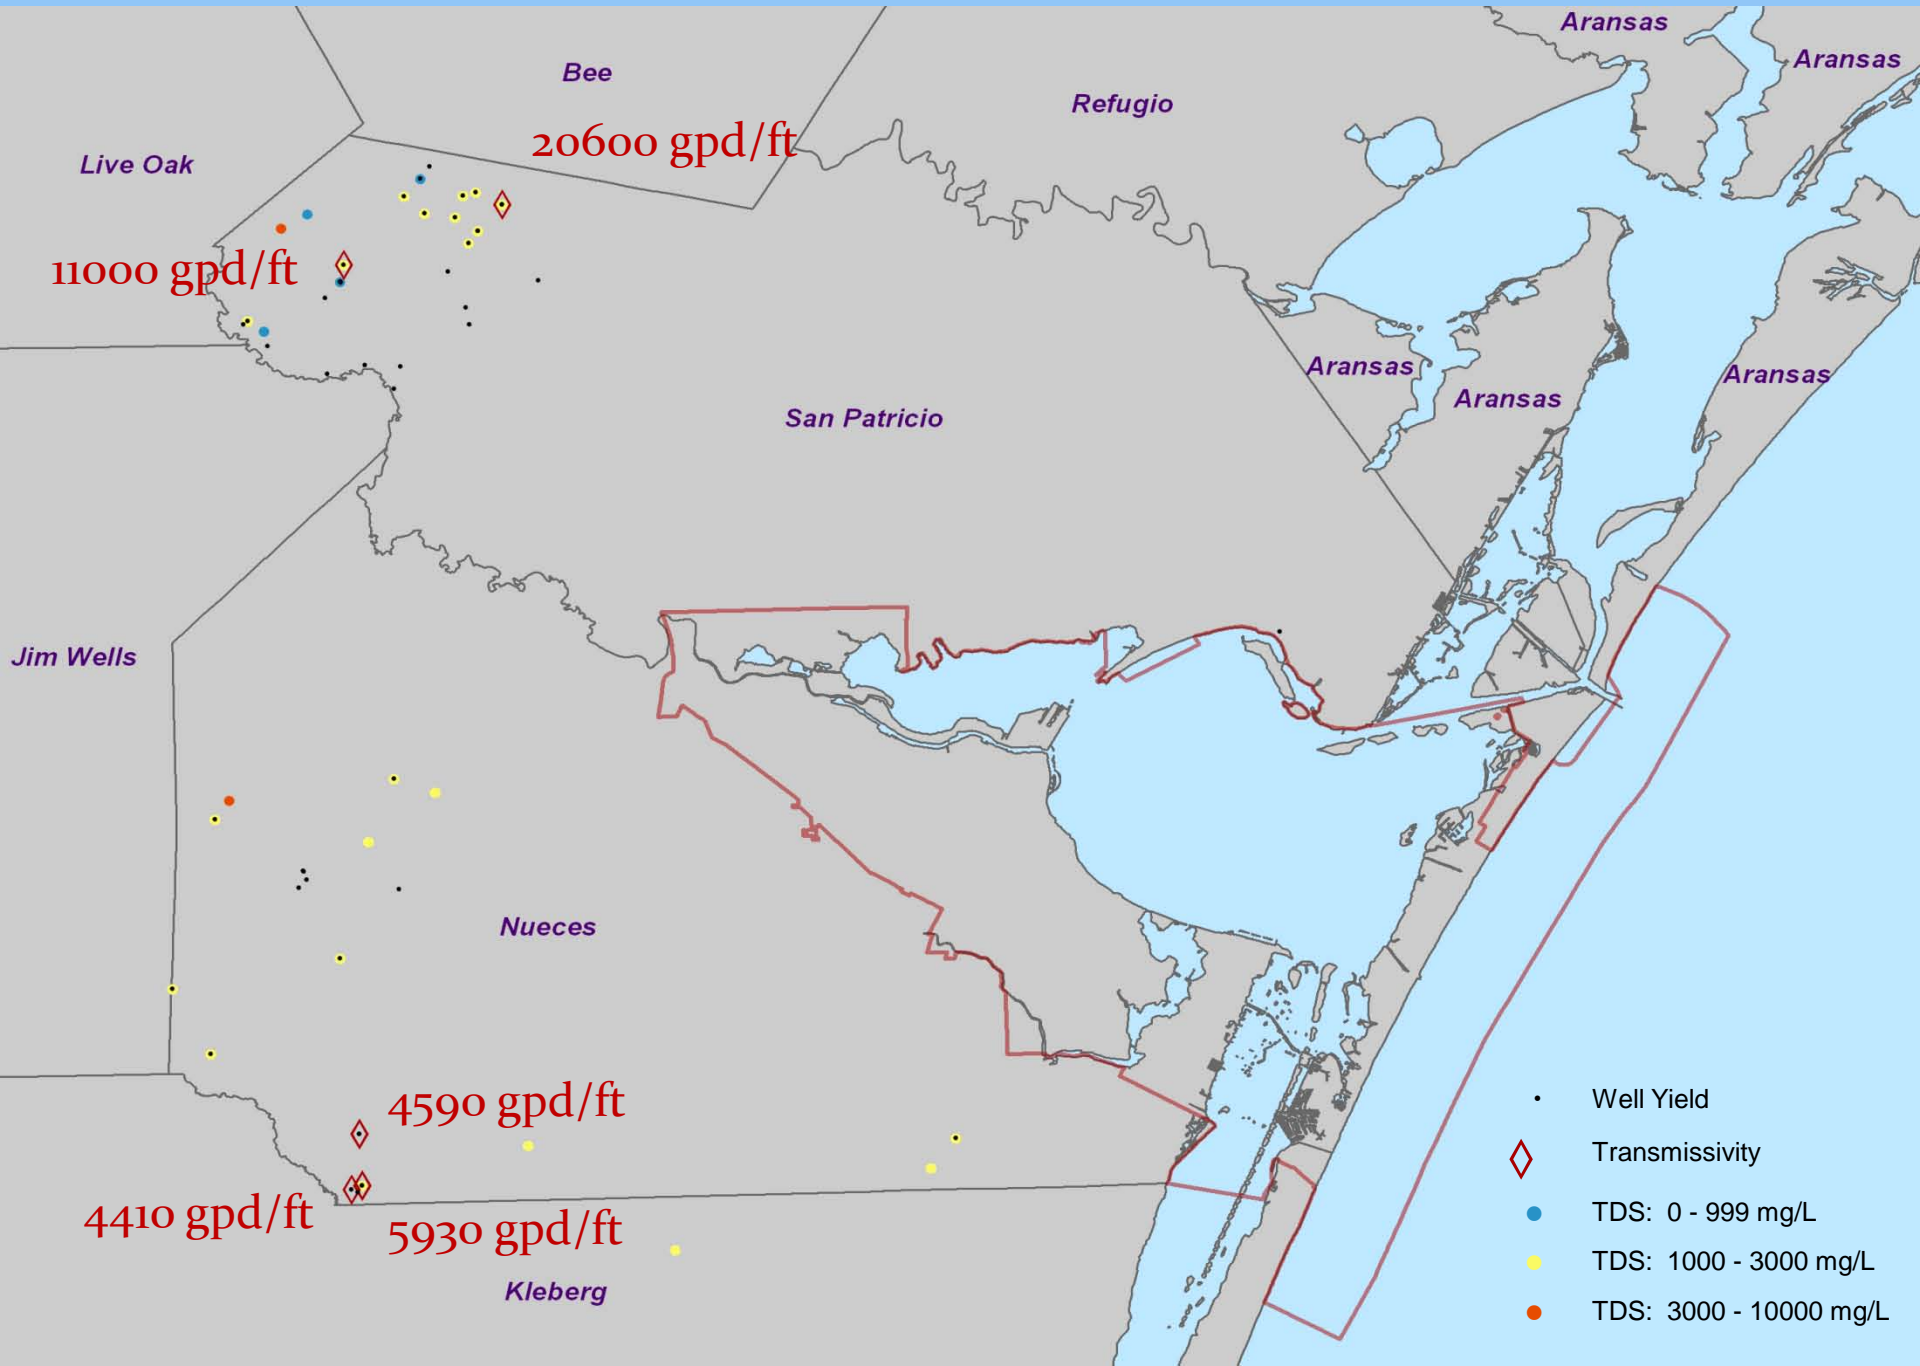 Aransas
Aransas
Bee
Refugio
20600 gpd/ft
Live Oak
11000 gpd/ft
Aransas
Aransas
Aransas
San Patricio
Jim Wells
Nueces
4590 gpd/ft
4410 gpd/ft
5930 gpd/ft
Kleberg
Well Yield
Transmissivity
TDS: 0 - 999 mg/L
TDS: 1000 - 3000 mg/L
TDS: 3000 - 10000 mg/L